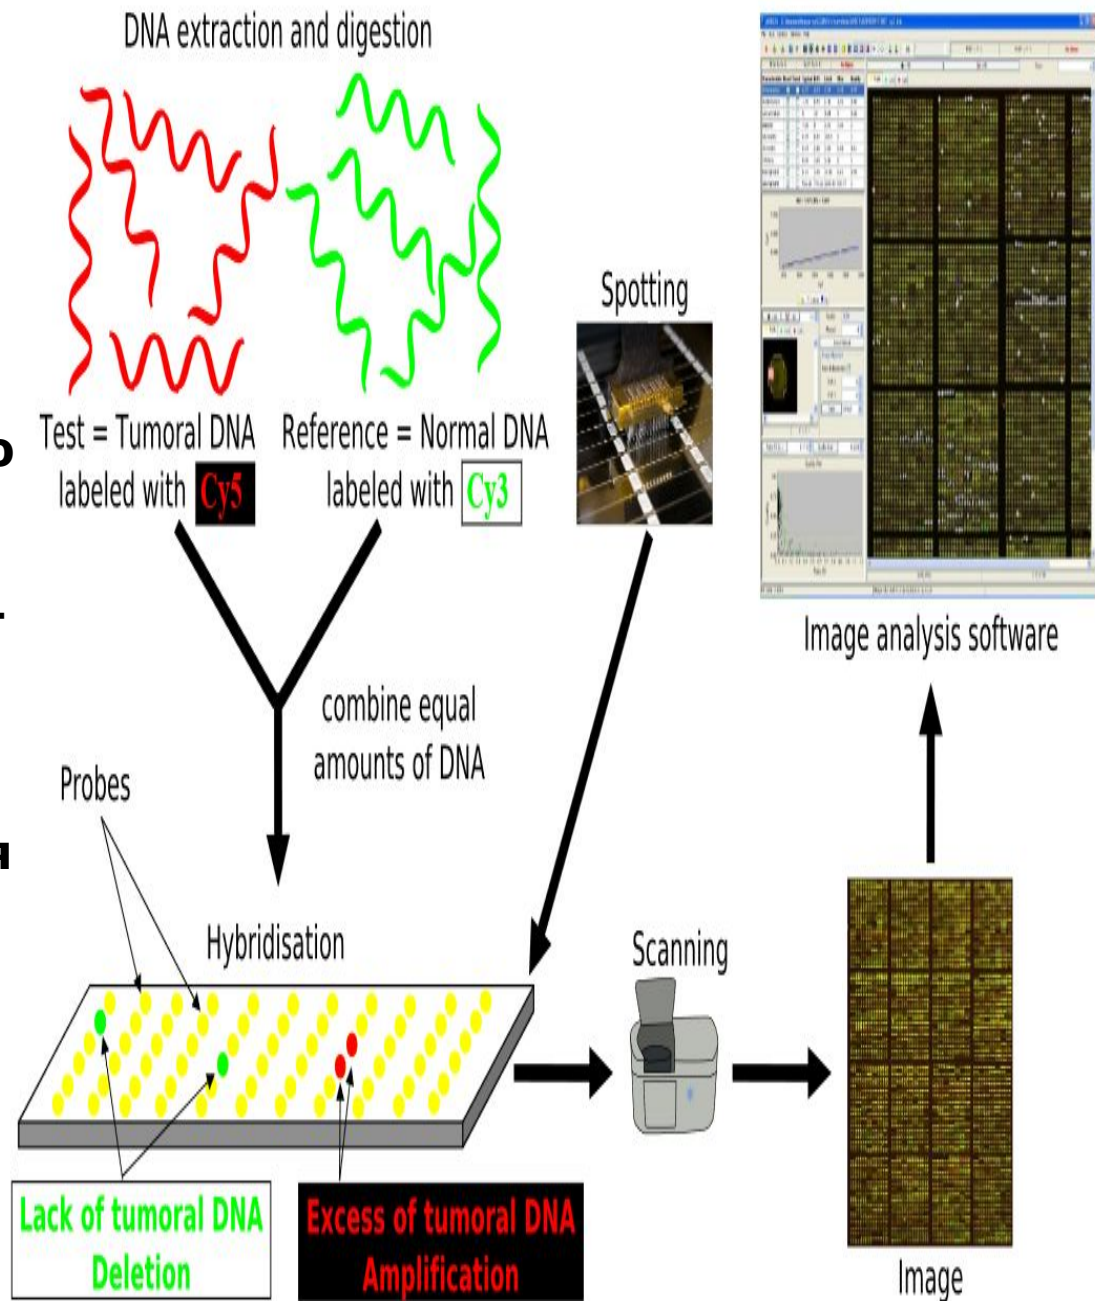 DNA extraction and digestion
Test = Tumoral DNA
labeled with Cy5
Reference = Normal DNA
labeled with Cy3
Spotting
Image analysis software
combine equal
amounts of DNA
Probes
Hybridisation
Scanning
Lack of tumoral DNA
Deletion
Excess of tumoral DNA
Amplification
Image